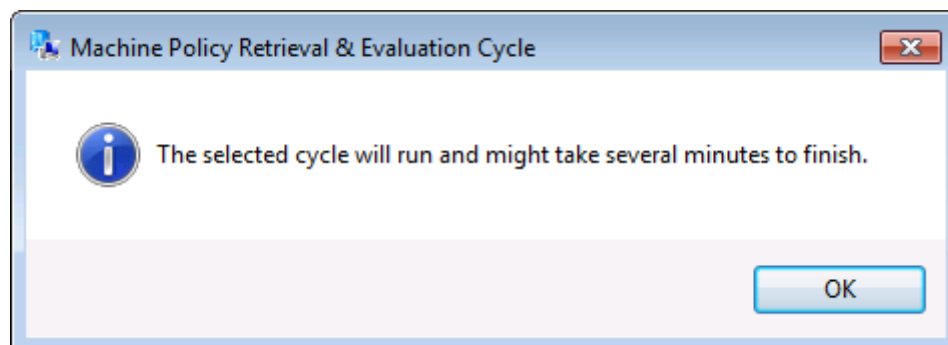 Machine Policy Retrieval & Evaluation Cycle
The selected cycle will run and might take several minutes to finish.
OK